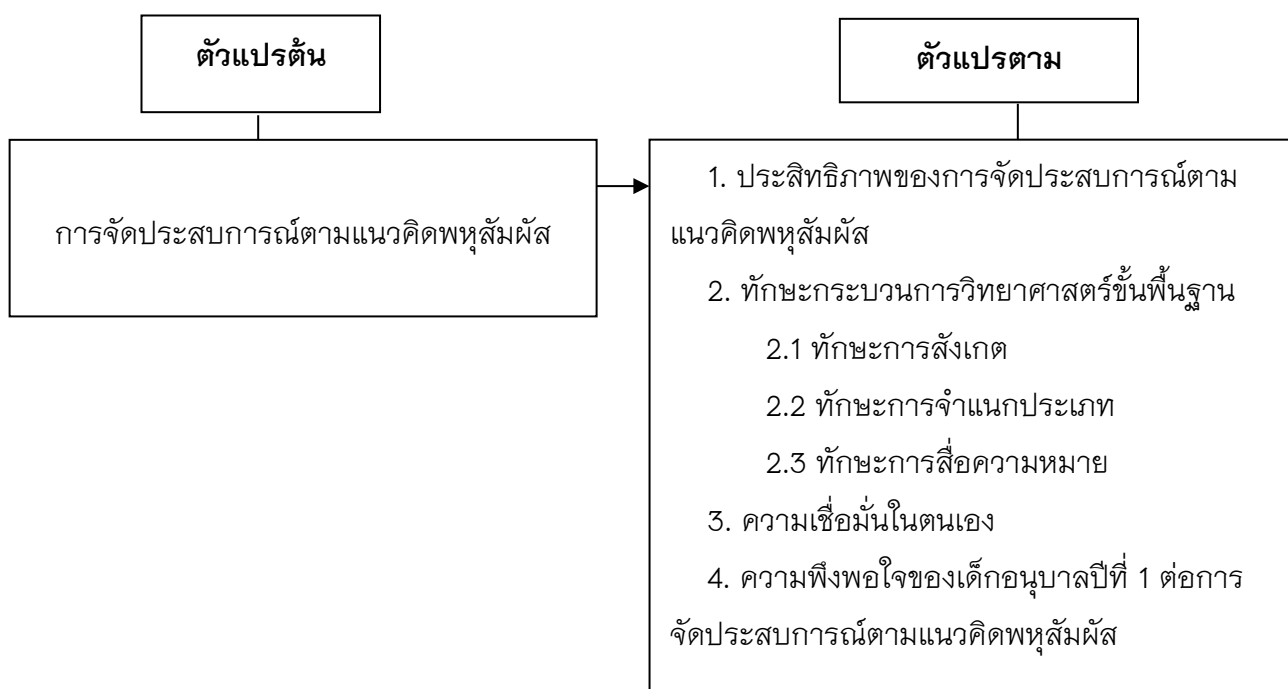 ตัวแปรต้น
การจัดประสบการณ์ตามแนวคิดพหุสัมผัส
ตัวแปรตาม
1. ประสิทธิภาพของการจัดประสบการณ์ตาม
แนวคิดพหุสัมผัส
2. ทักษะกระบวนการวิทยาศาสตร์ขั้นพื้นฐาน
2.1 ทักษะการสังเกต
2.2 ทักษะการจำแนกประเภท
2.3 ทักษะการสื่อความหมาย
3. ความเชื่อมั่นในตนเอง
4. ความพึงพอใจของเด็กอนุบาลปีที่ 1 ต่อการ
จัดประสบการณ์ตามแนวคิดพหุสัมผัส